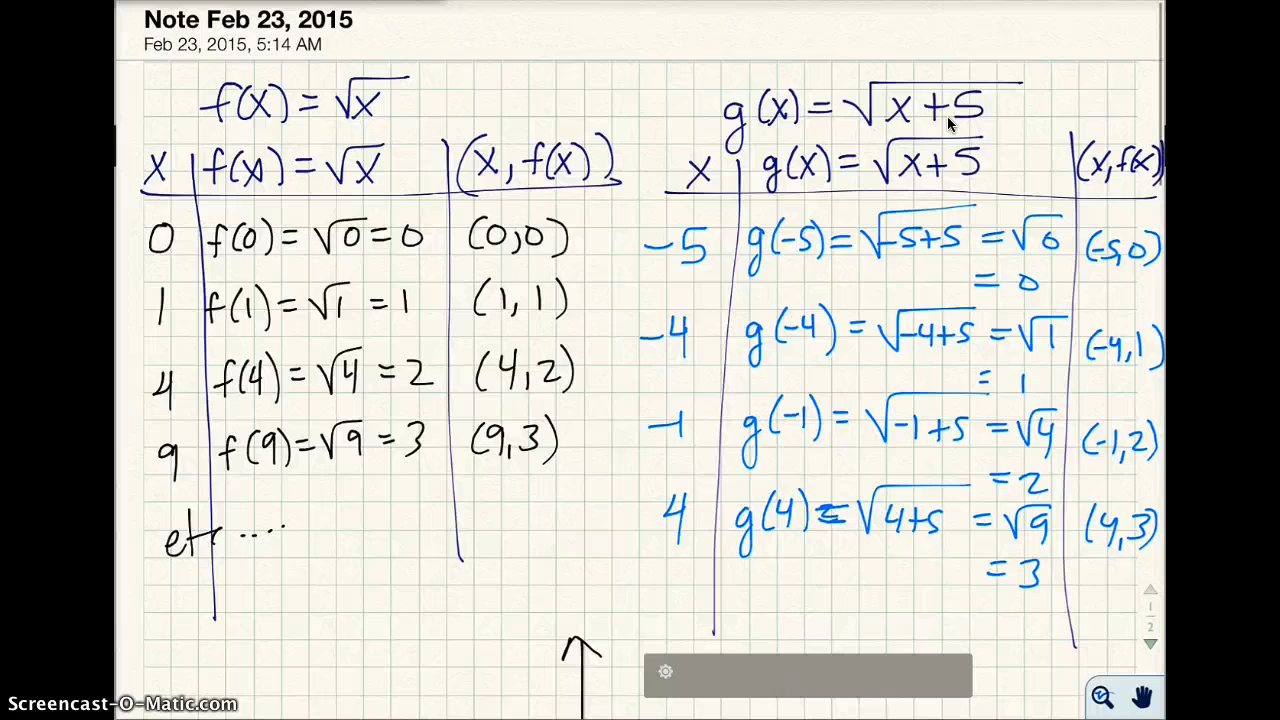 Note Feb 23, 2015
Feb 23, 2015, 5:14 AM
f(x) = √x
x | f(x) = √x | (x, f(x))
0 | f(0) = √0 = 0 | (0,0)
1 | f(1) = √1 = 1 | (1, 1)
4 | f(4) = √4 = 2 | (4,2)
9 | f(9) = √9 = 3 | (9,3)
etc ....
g(x) = √(x+5)
x | g(x) = √(x+5) | (x, f(x))
-5 | g(-5) = √(-5+5) = √0 | (-5,0)
= 0
-4 | g(-4) = √(-4+5) = √1 | (-4,1)
= 1
-1 | g(-1) = √(-1+5) = √4 | (-1,2)
= 2
4 | g(4) = √(4+5) = √9 | (4,3)
= 3
1
2
Screencast-O-Matic.com